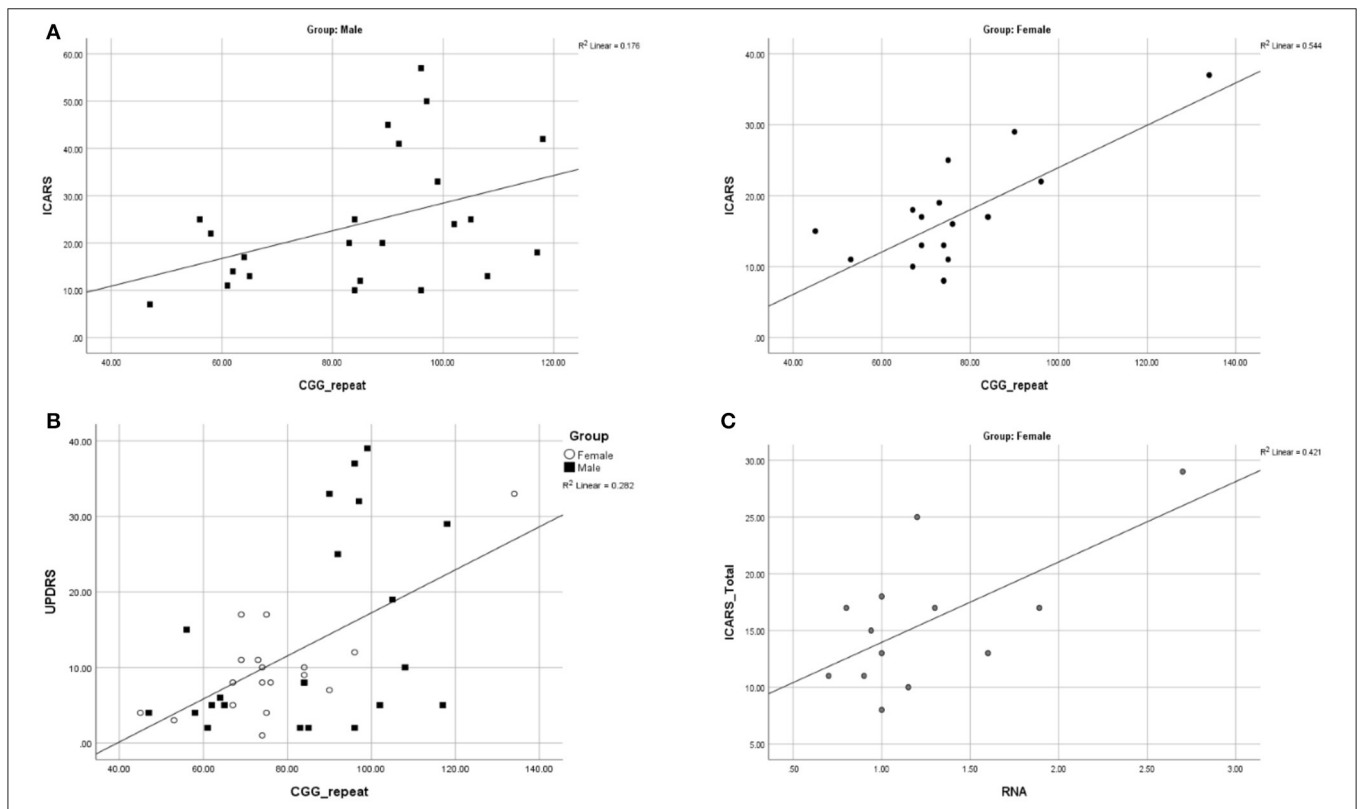 A
Group: Male
R2 Linear = 0.176
ICARS
60.00
50.00
40.00
30.00
20.00
10.00
.00
40.00 60.00 80.00 100.00 120.00
CGG_repeat
Group: Female
R2 Linear = 0.544
ICARS
40.00
30.00
20.00
10.00
.00
40.00 60.00 80.00 100.00 120.00 140.00
CGG_repeat
B
UPDRS
40.00
30.00
20.00
10.00
.00
40.00 60.00 80.00 100.00 120.00 140.00
CGG_repeat
Group
Female
Male
R2 Linear = 0.282
C
Group: Female
R2 Linear = 0.421
ICARS_Total
30.00
25.00
20.00
15.00
10.00
5.00
.50 1.00 1.50 2.00 2.50 3.00
RNA